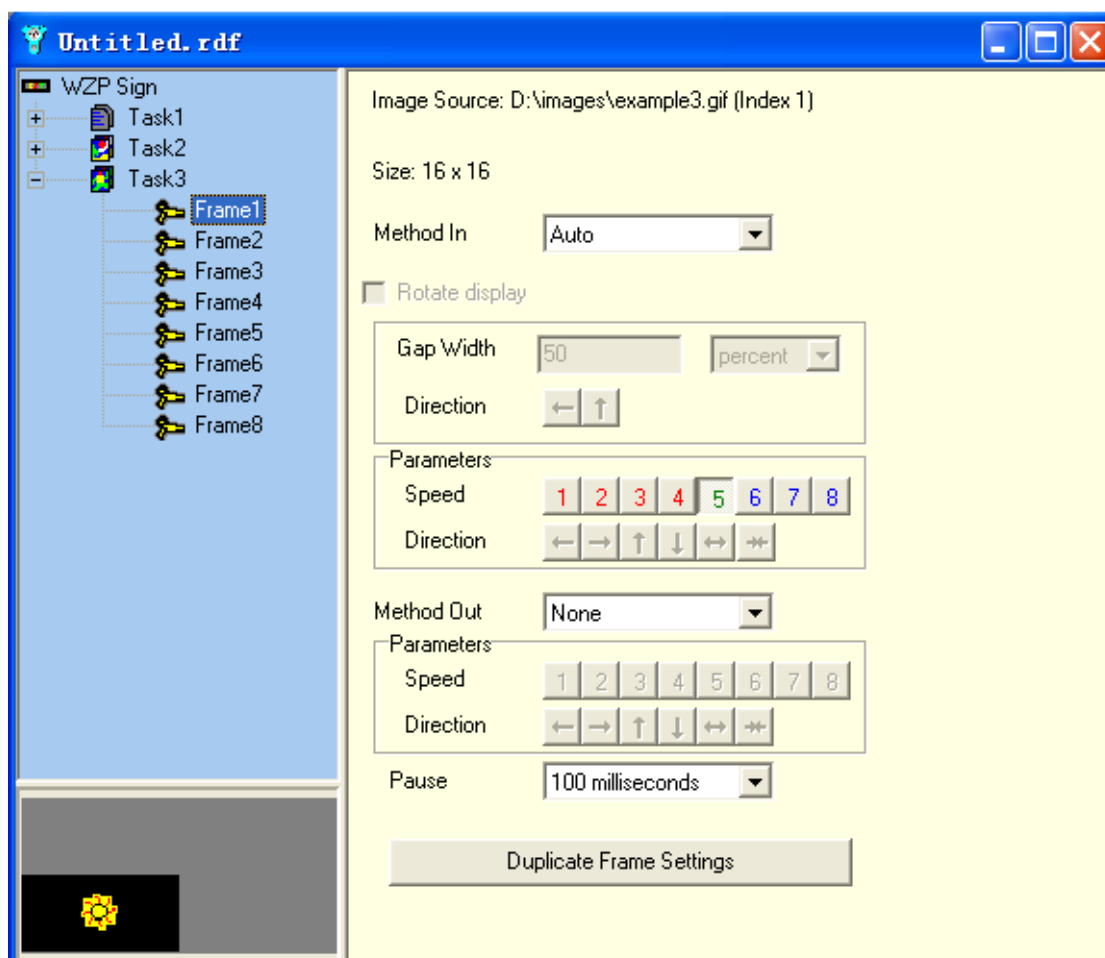 Untitled.rdf
WZP Sign
Task1
Task2
Task3
Frame1
Frame2
Frame3
Frame4
Frame5
Frame6
Frame7
Frame8
Image Source: D:\images\example3.gif (Index 1)
Size: 16 x 16
Method In Auto
Rotate display
Gap Width 50 percent
Direction ← ↑
Parameters
Speed 1 2 3 4 5 6 7 8
Direction ← → ↑ ↓ ↔ →←
Method Out None
Parameters
Speed 1 2 3 4 5 6 7 8
Direction ← → ↑ ↓ ↔ →←
Pause 100 milliseconds
Duplicate Frame Settings